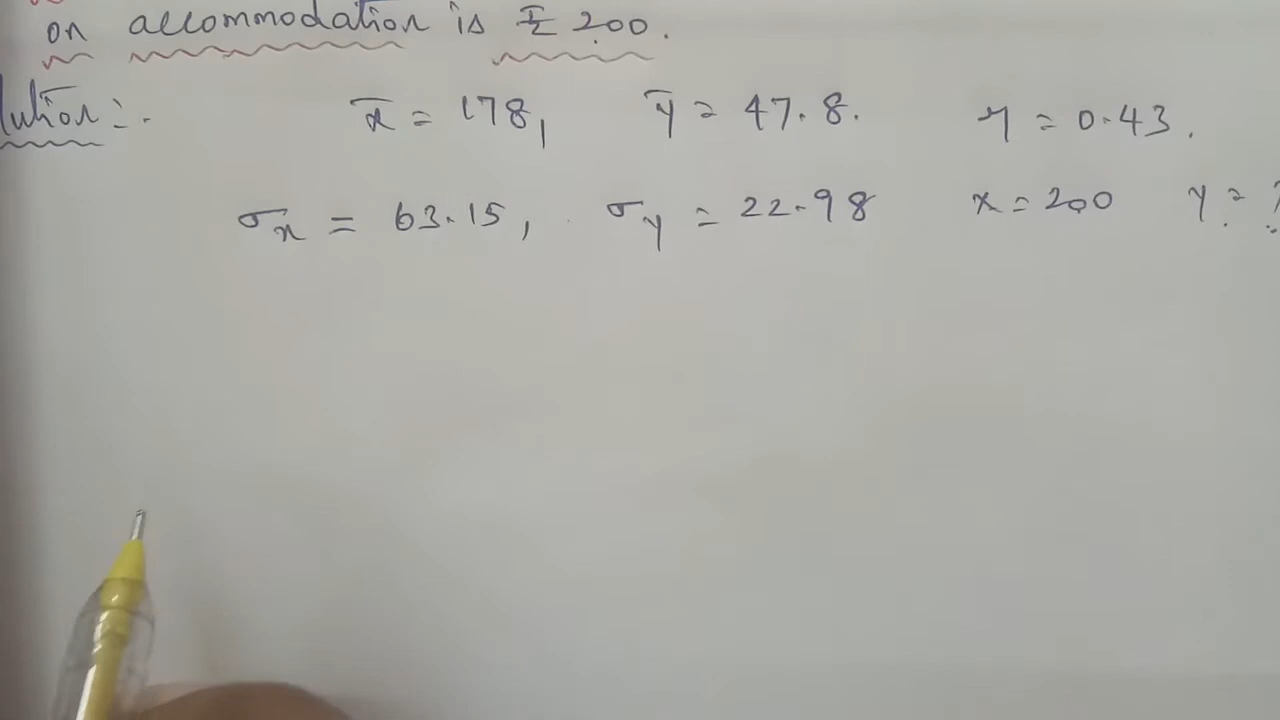 on accommodation is ₹ 200.
lution :-
x̄ = 178, ȳ = 47.8. r = 0.43.
σx = 63.15, σy = 22.98 x = 200 y = ?